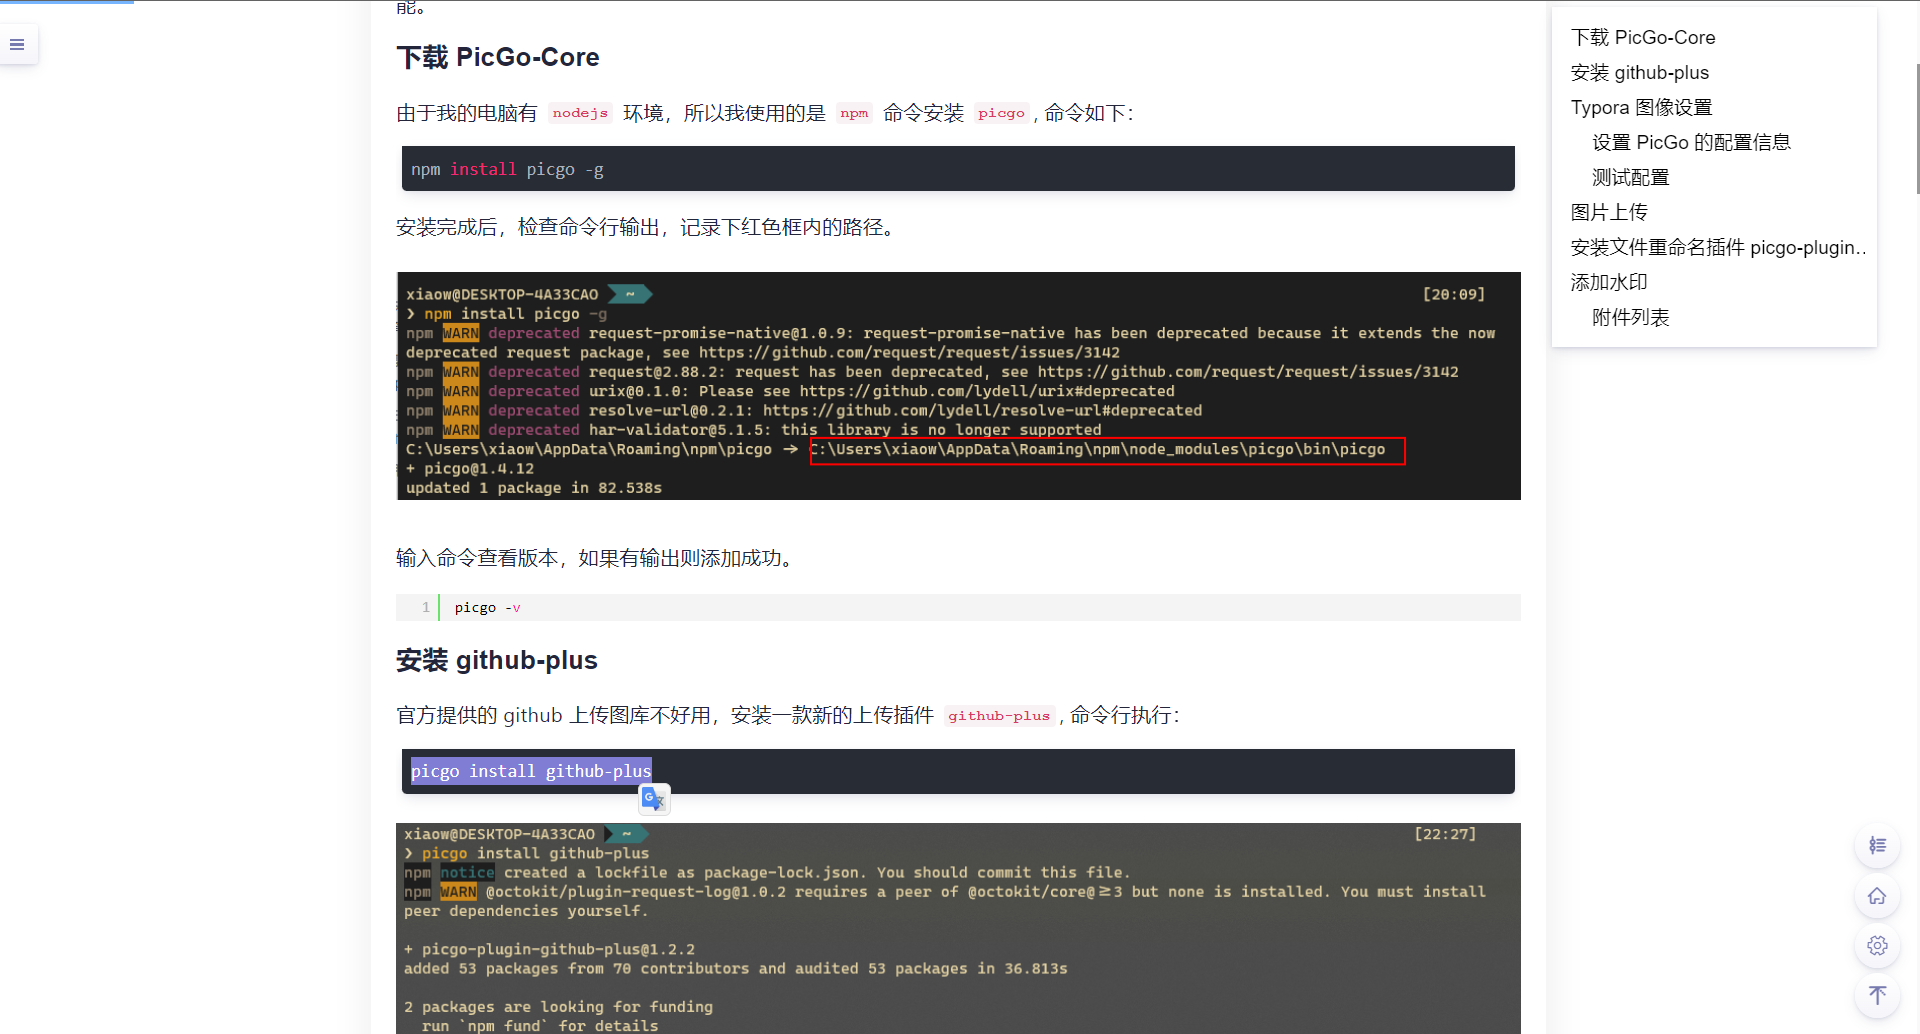 能。
下载 PicGo-Core
由于我的电脑有 nodejs 环境，所以我使用的是 npm 命令安装 picgo , 命令如下：
npm install picgo -g
安装完成后，检查命令行输出，记录下红色框内的路径。
xiaow@DESKTOP-4A33CAO ~ [20:09]
❯ npm install picgo -g
npm WARN deprecated request-promise-native@1.0.9: request-promise-native has been deprecated because it extends the now
deprecated request package, see https://github.com/request/request/issues/3142
npm WARN deprecated request@2.88.2: request has been deprecated, see https://github.com/request/request/issues/3142
npm WARN deprecated urix@0.1.0: Please see https://github.com/lydell/urix#deprecated
npm WARN deprecated resolve-url@0.2.1: https://github.com/lydell/resolve-url#deprecated
npm WARN deprecated har-validator@5.1.5: this library is no longer supported
C:\Users\xiaow\AppData\Roaming\npm\picgo → C:\Users\xiaow\AppData\Roaming\npm\node_modules\picgo\bin\picgo
+ picgo@1.4.12
updated 1 package in 82.538s
输入命令查看版本，如果有输出则添加成功。
1 picgo -v
安装 github-plus
官方提供的 github 上传图库不好用，安装一款新的上传插件 github-plus , 命令行执行：
picgo install github-plus
xiaow@DESKTOP-4A33CAO ~ [22:27]
❯ picgo install github-plus
npm notice created a lockfile as package-lock.json. You should commit this file.
npm WARN @octokit/plugin-request-log@1.0.2 requires a peer of @octokit/core@≥3 but none is installed. You must install
peer dependencies yourself.
+ picgo-plugin-github-plus@1.2.2
added 53 packages from 70 contributors and audited 53 packages in 36.813s
2 packages are looking for funding
run `npm fund` for details
下载 PicGo-Core
安装 github-plus
Typora 图像设置
设置 PicGo 的配置信息
测试配置
图片上传
安装文件重命名插件 picgo-plugin..
添加水印
附件列表